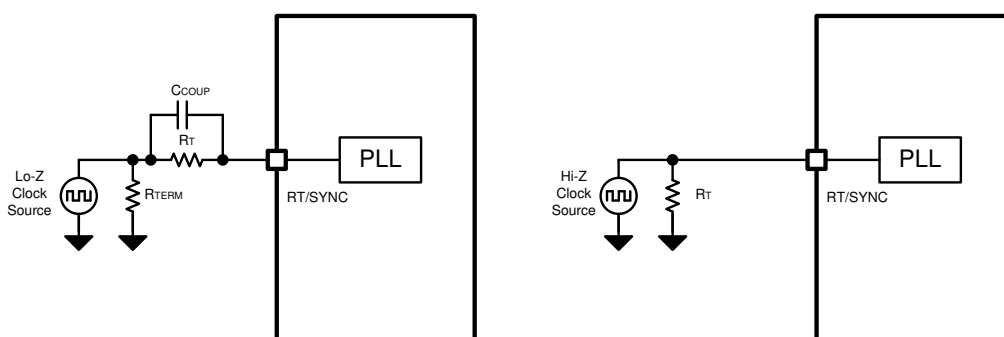 CCOUP
RT
PLL
Lo-Z
Clock
Source
RTERM
RT/SYNC
PLL
Hi-Z
Clock
Source
RT
RT/SYNC